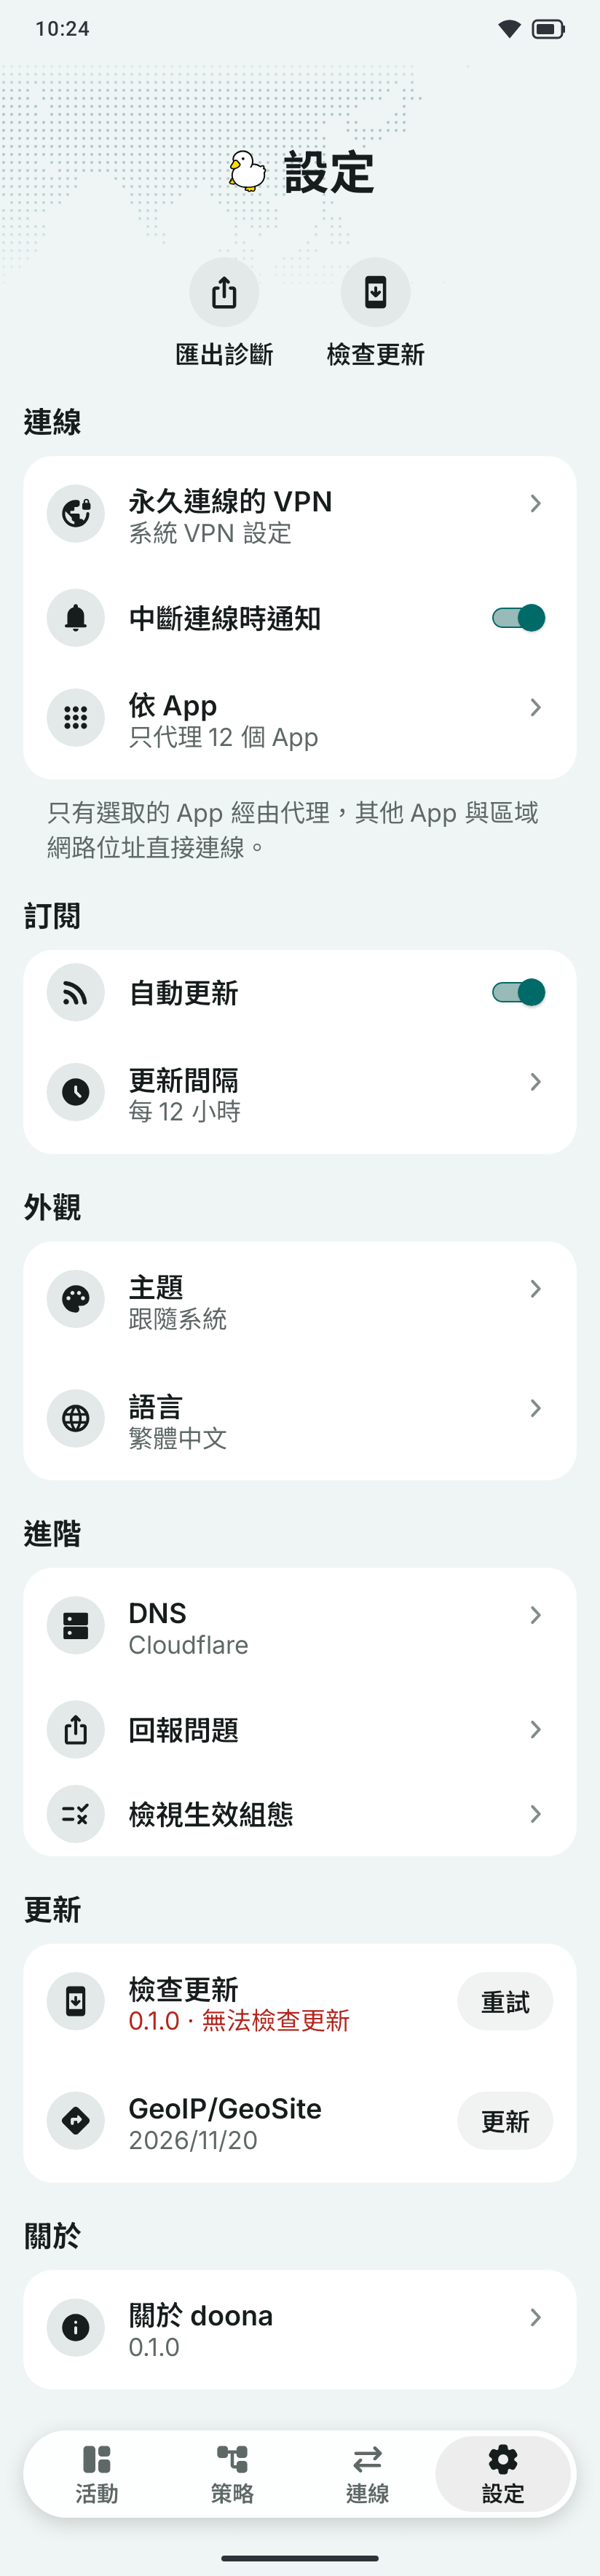 10:24
設定
匯出診斷
檢查更新
連線
永久連線的 VPN
系統 VPN 設定
中斷連線時通知
依 App
只代理 12 個 App
只有選取的 App 經由代理，其他 App 與區域
網路位址直接連線。
訂閱
自動更新
更新間隔
每 12 小時
外觀
主題
跟隨系統
語言
繁體中文
進階
DNS
Cloudflare
回報問題
檢視生效組態
更新
檢查更新
0.1.0 · 無法檢查更新
重試
GeoIP/GeoSite
2026/11/20
更新
關於
關於 doona
0.1.0
活動
策略
連線
設定